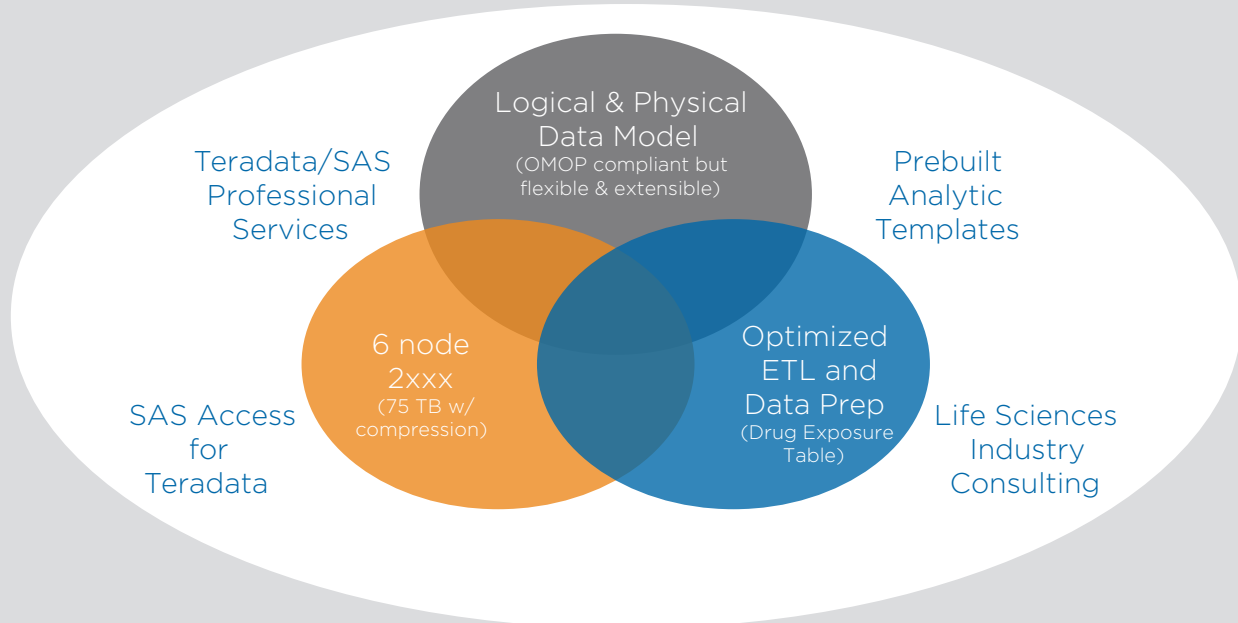 Logical & Physical
Data Model
(OMOP compliant but
flexible & extensible)
Teradata/SAS
Professional
Services
Prebuilt
Analytic
Templates
6 node
2xxx
(75 TB w/
compression)
Optimized
ETL and
Data Prep
(Drug Exposure
Table)
SAS Access
for
Teradata
Life Sciences
Industry
Consulting